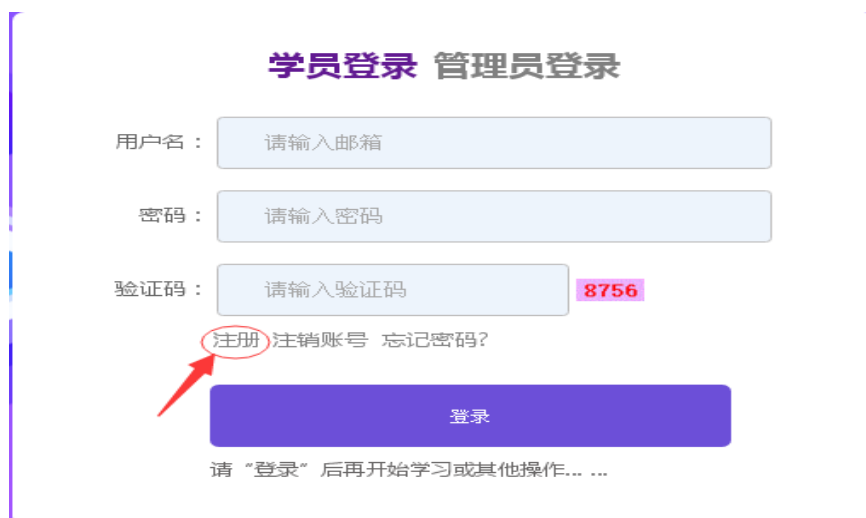 学员登录 管理员登录
用户名： 请输入邮箱
密码： 请输入密码
验证码： 请输入验证码 8756
注册 注销账号 忘记密码?
登录
请 “登录” 后再开始学习或其他操作... ...